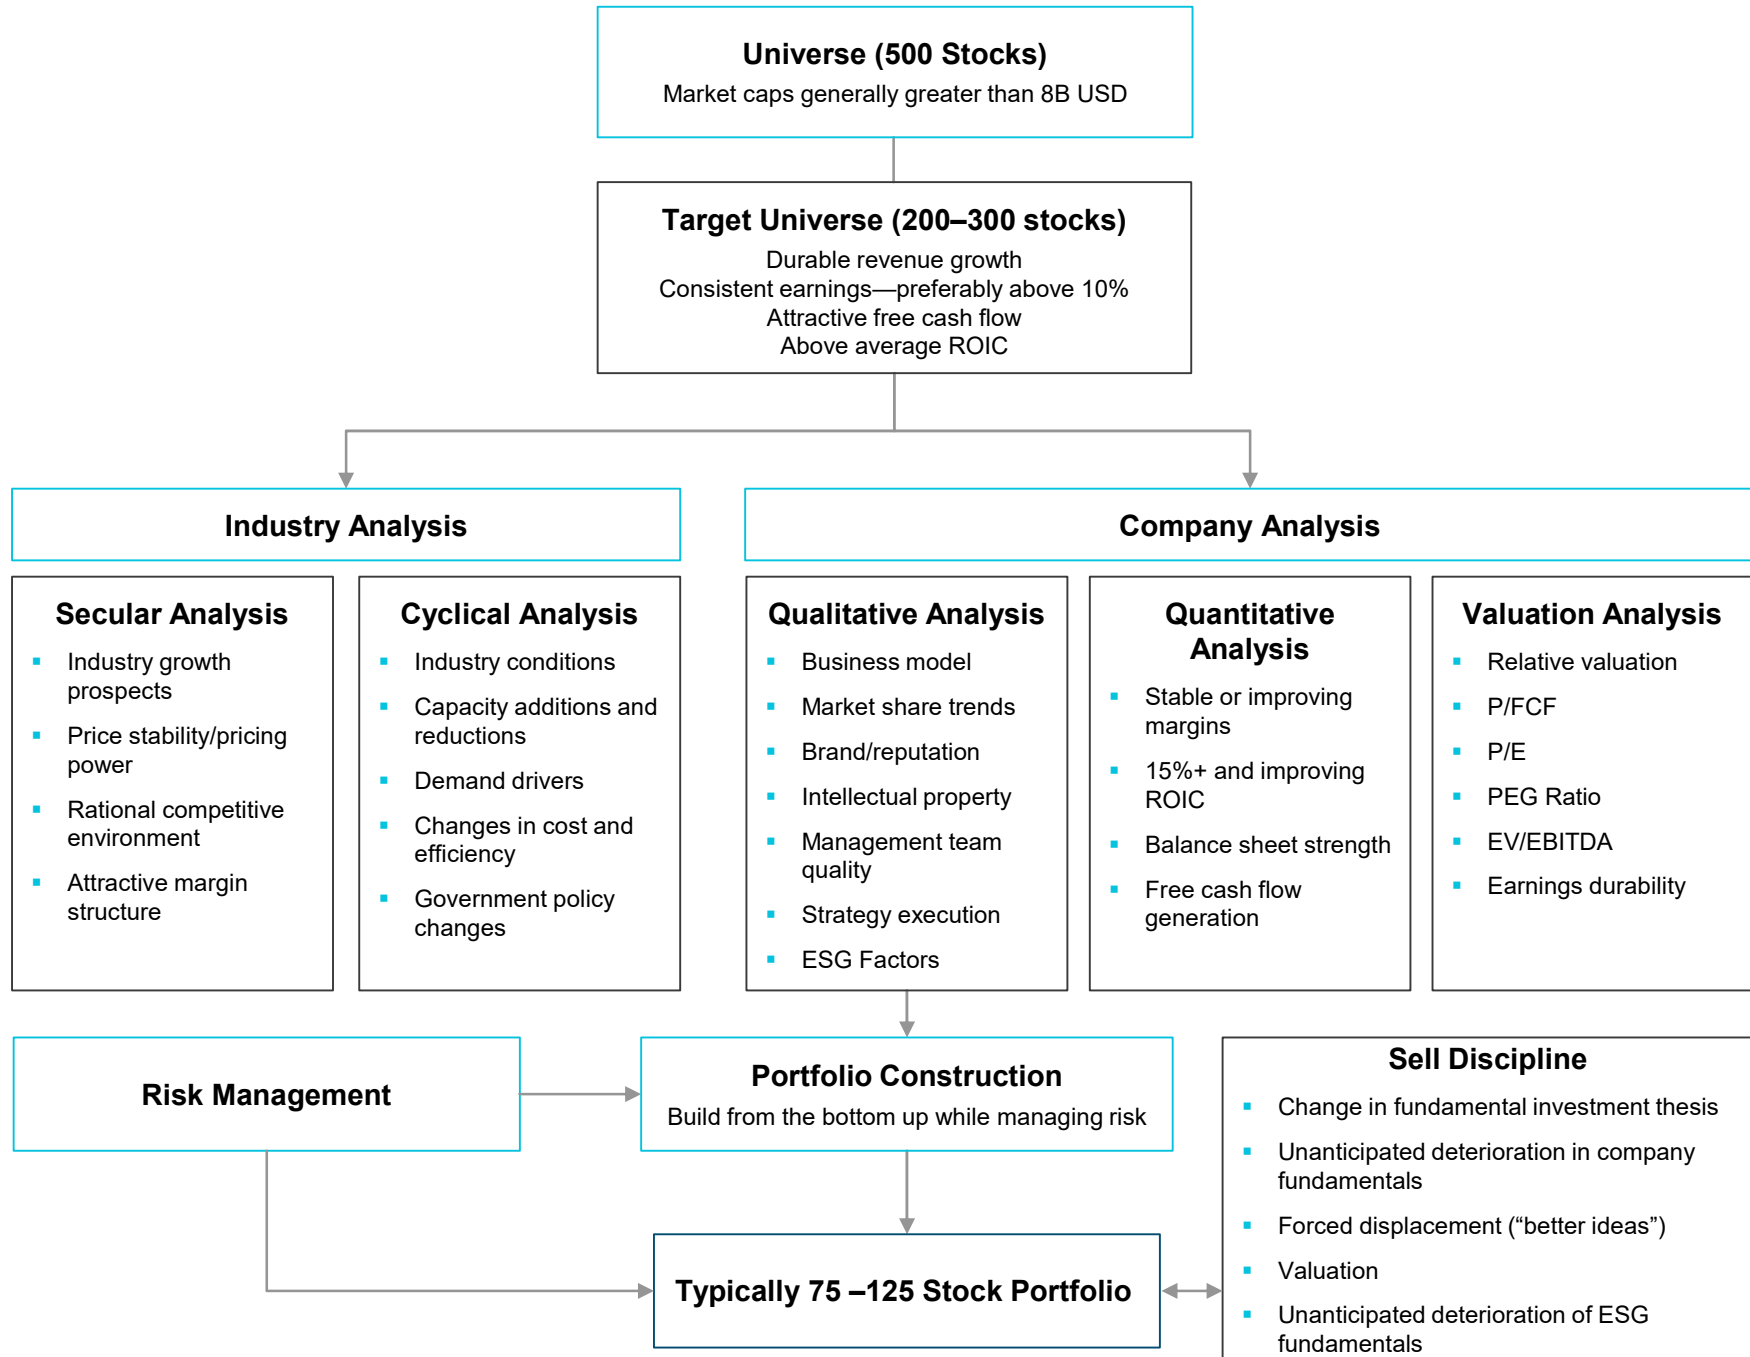 Universe (500 Stocks)
Market caps generally greater than 8B USD
Target Universe (200–300 stocks)
Durable revenue growth
Consistent earnings—preferably above 10%
Attractive free cash flow
Above average ROIC
Industry Analysis
Company Analysis
Secular Analysis
Industry growth
prospects
Price stability/pricing
power
Rational competitive
environment
Attractive margin
structure
Cyclical Analysis
Industry conditions
Capacity additions and
reductions
Demand drivers
Changes in cost and
efficiency
Government policy
changes
Qualitative Analysis
Business model
Market share trends
Brand/reputation
Intellectual property
Management team
quality
Strategy execution
ESG Factors
Quantitative
Analysis
Stable or improving
margins
15%+ and improving
ROIC
Balance sheet strength
Free cash flow
generation
Valuation Analysis
Relative valuation
P/FCF
P/E
PEG Ratio
EV/EBITDA
Earnings durability
Risk Management
Portfolio Construction
Build from the bottom up while managing risk
Typically 75 –125 Stock Portfolio
Sell Discipline
Change in fundamental investment thesis
Unanticipated deterioration in company
fundamentals
Forced displacement (“better ideas”)
Valuation
Unanticipated deterioration of ESG
fundamentals